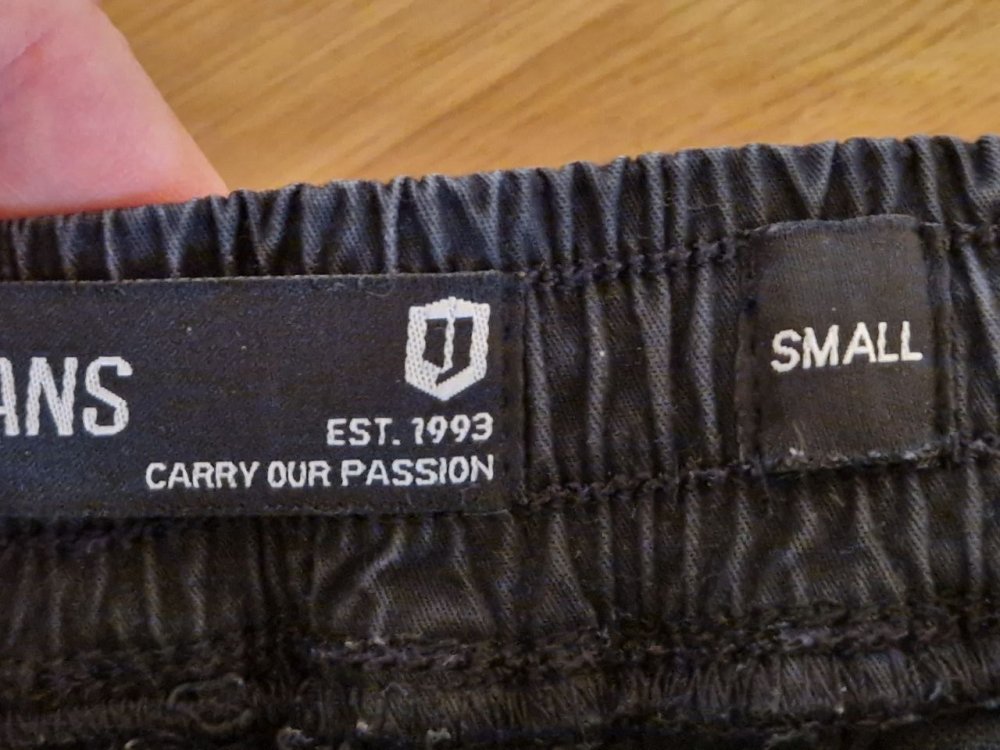 ANS
EST. 1993
CARRY OUR PASSION
SMALL